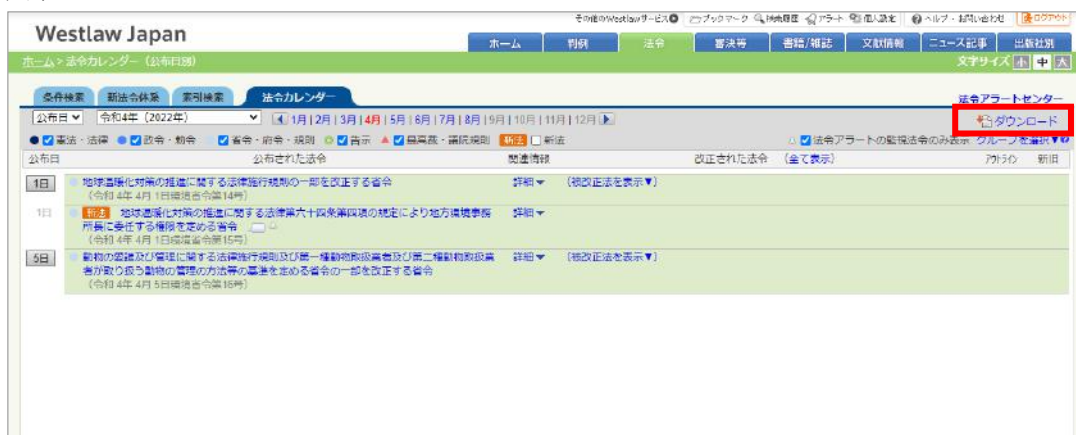 その他のWestlawサービス ブックマーク 検索履歴 アラート 個人設定 ヘルプ・お問い合わせ ログアウト
Westlaw Japan
ホーム 判例 法令 審決等 書籍/雑誌 文献情報 ニュース記事 出版社別
ホーム > 法令カレンダー（公布日別） 文字サイズ 小 中 大
条件検索 新法令体系 索引検索 法令カレンダー 法令アラートセンター
公布日 令和4年（2022年） 1月 | 2月 | 3月 | 4月 | 5月 | 6月 | 7月 | 8月 | 9月 | 10月 | 11月 | 12月 ダウンロード
憲法・法律 政令・勅令 省令・府令・規則 告示 最高裁・議院規則 新法 新法 法令アラートの監視法令のみ表示 グループを選択▼
公布日 公布された法令 関連情報 改正された法令 （全て表示） アウトライン 新旧
1日 地球温暖化対策の推進に関する法律施行規則の一部を改正する省令 詳細▼ （被改正法を表示▼）
（令和 4年 4月 1日環境省令第14号）
1日 新法 地球温暖化対策の推進に関する法律第六十四条第四項の規定により地方環境事務 詳細▼
所長に委任する権限を定める省令
（令和 4年 4月 1日環境省令第15号）
5日 動物の愛護及び管理に関する法律施行規則及び第一種動物取扱業者及び第二種動物取扱業 詳細▼ （被改正法を表示▼）
者が取り扱う動物の管理の方法等の基準を定める省令の一部を改正する省令
（令和 4年 4月 5日環境省令第16号）